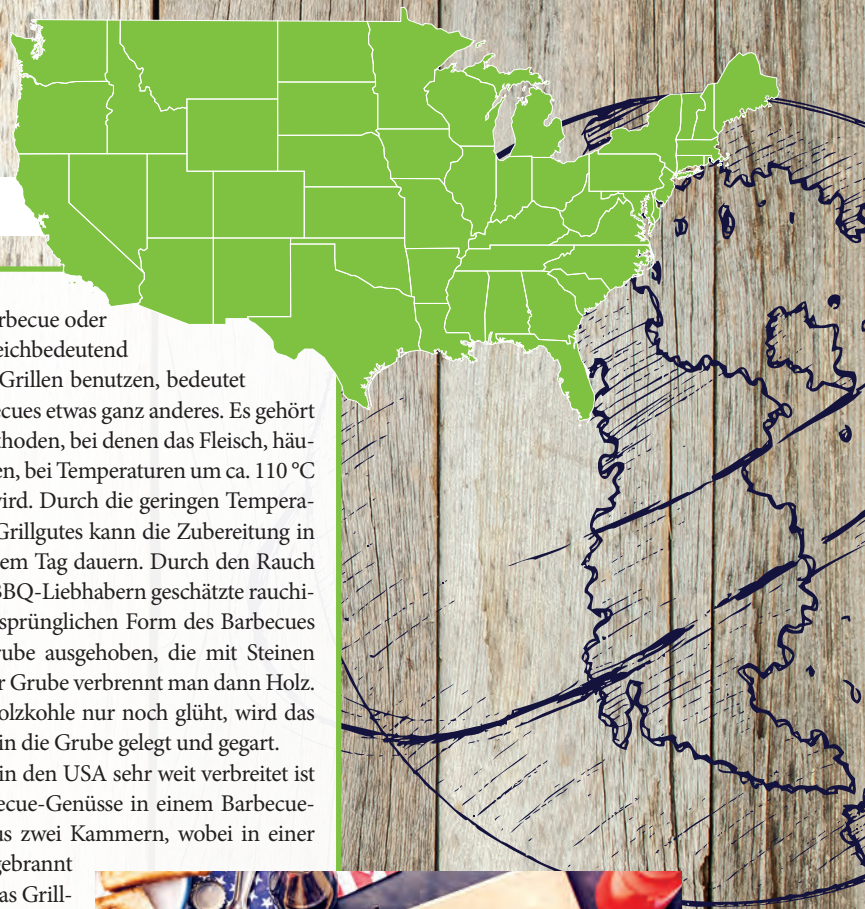 rbecue oder
eichbedeutend
Grillen benutzen, bedeutet
ecues etwas ganz anderes. Es gehört
thoden, bei denen das Fleisch, häu-
en, bei Temperaturen um ca. 110 °C
vird. Durch die geringen Tempera-
Grillgutes kann die Zubereitung in
em Tag dauern. Durch den Rauch
BBQ-Liebhabern geschätzte rauchi-
sprünglichen Form des Barbecues
rube ausgehoben, die mit Steinen
r Grube verbrennt man dann Holz.
olzkohle nur noch glüht, wird das
in die Grube gelegt und gegart.
in den USA sehr weit verbreitet ist
ecue-Genüsse in einem Barbecue-
us zwei Kammern, wobei in einer
gebrannt
as Grill-